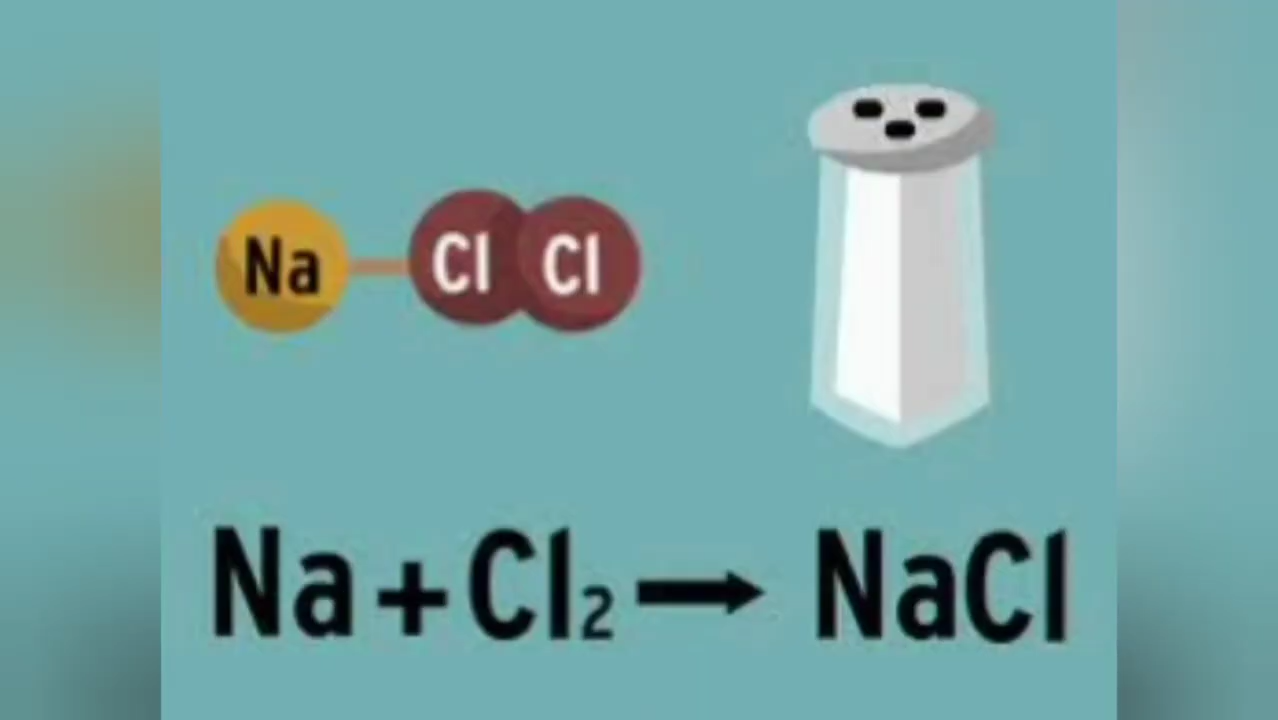 Na Cl Cl
Na + Cl₂ → NaCl